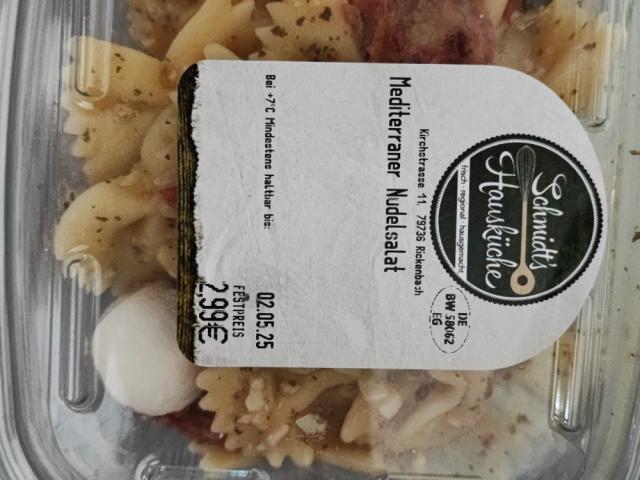 Schmidt's
Hausküche
frisch · regional · hausgemacht
DE
BW 58062
EG
Kirchstrasse 11, 79736 Rickenbach
Mediterraner Nudelsalat
Bei +7°C Mindestens haltbar bis:
02.05.25
FESTPREIS
2,99€